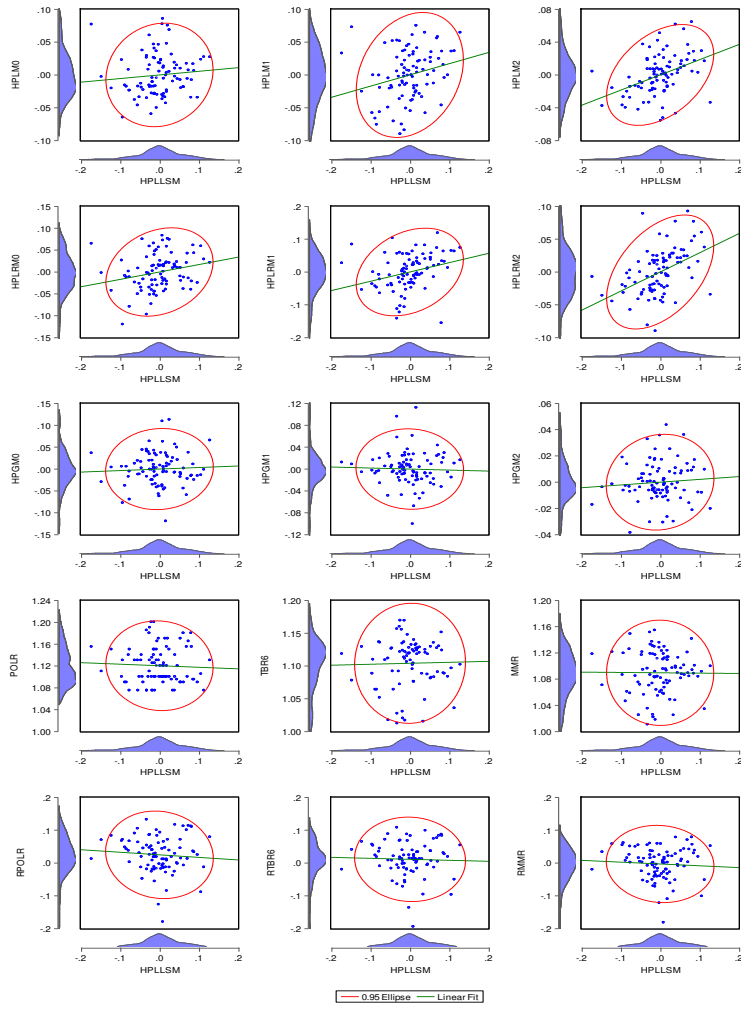 .10
.05
.00
-.05
-.10
HPLM0
-.2 -.1 .0 .1 .2
HPLLSM
.10
.05
.00
-.05
-.10
HPLM1
-.2 -.1 .0 .1 .2
HPLLSM
.08
.04
.00
-.04
-.08
HPLM2
-.2 -.1 .0 .1 .2
HPLLSM
.15
.10
.05
.00
-.05
-.10
-.15
HPLRM0
-.2 -.1 .0 .1 .2
HPLLSM
.2
.1
.0
-.1
-.2
HPLRM1
-.2 -.1 .0 .1 .2
HPLLSM
.10
.05
.00
-.05
-.10
HPLRM2
-.2 -.1 .0 .1 .2
HPLLSM
.15
.10
.05
.00
-.05
-.10
-.15
HPGM0
-.2 -.1 .0 .1 .2
HPLLSM
.12
.08
.04
.00
-.04
-.08
-.12
HPGM1
-.2 -.1 .0 .1 .2
HPLLSM
.06
.04
.02
.00
-.02
-.04
HPGM2
-.2 -.1 .0 .1 .2
HPLLSM
1.24
1.20
1.16
1.12
1.08
1.04
1.00
POLR
-.2 -.1 .0 .1 .2
HPLLSM
1.20
1.15
1.10
1.05
1.00
TBR6
-.2 -.1 .0 .1 .2
HPLLSM
1.20
1.16
1.12
1.08
1.04
1.00
MMR
-.2 -.1 .0 .1 .2
HPLLSM
.2
.1
.0
-.1
-.2
RPOLR
-.2 -.1 .0 .1 .2
HPLLSM
.2
.1
.0
-.1
-.2
RTBR6
-.2 -.1 .0 .1 .2
HPLLSM
.2
.1
.0
-.1
-.2
RMMR
-.2 -.1 .0 .1 .2
HPLLSM
0.95 Ellipse Linear Fit